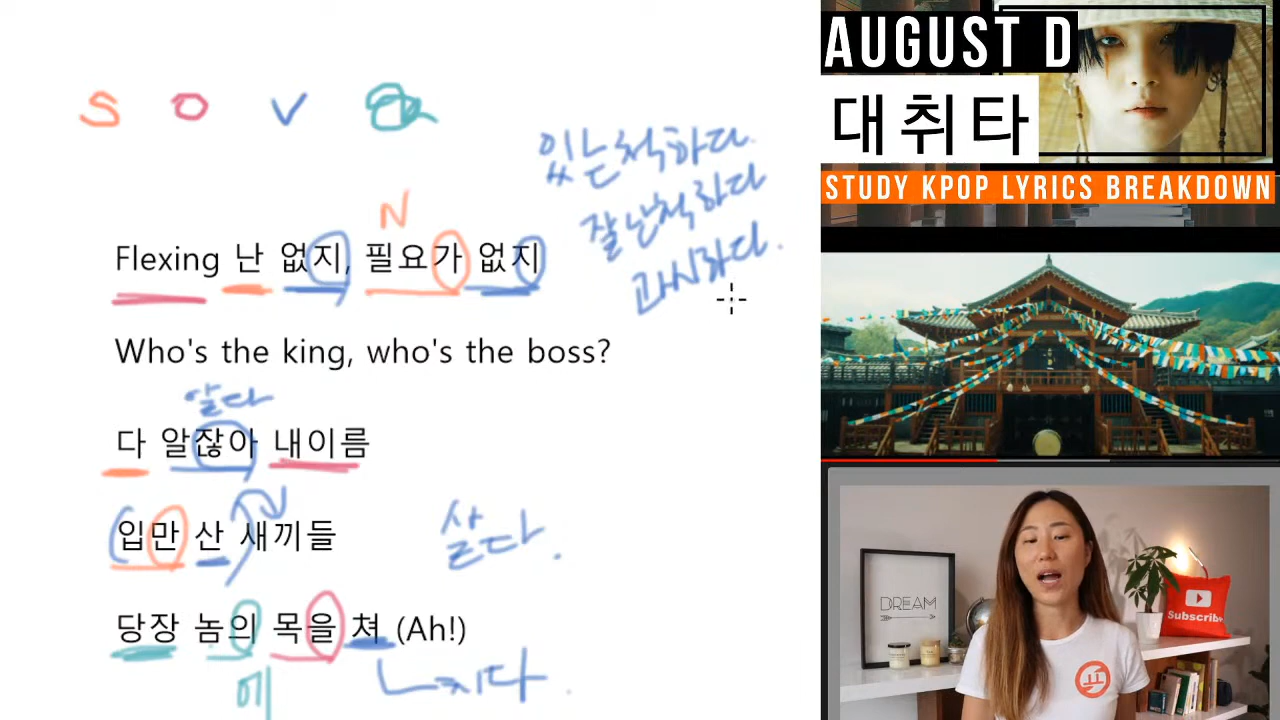 S O V
있는척하다.
잘난척하다
과시하다.
N
Flexing 난 없지, 필요가 없지
Who's the king, who's the boss?
알다
다 알잖아 내이름
입만 산 새끼들
살다.
당장 놈의 목을 쳐 (Ah!)
에
치다.
AUGUST D
대취타
STUDY KPOP LYRICS BREAKDOWN
DREAM
Subscribe